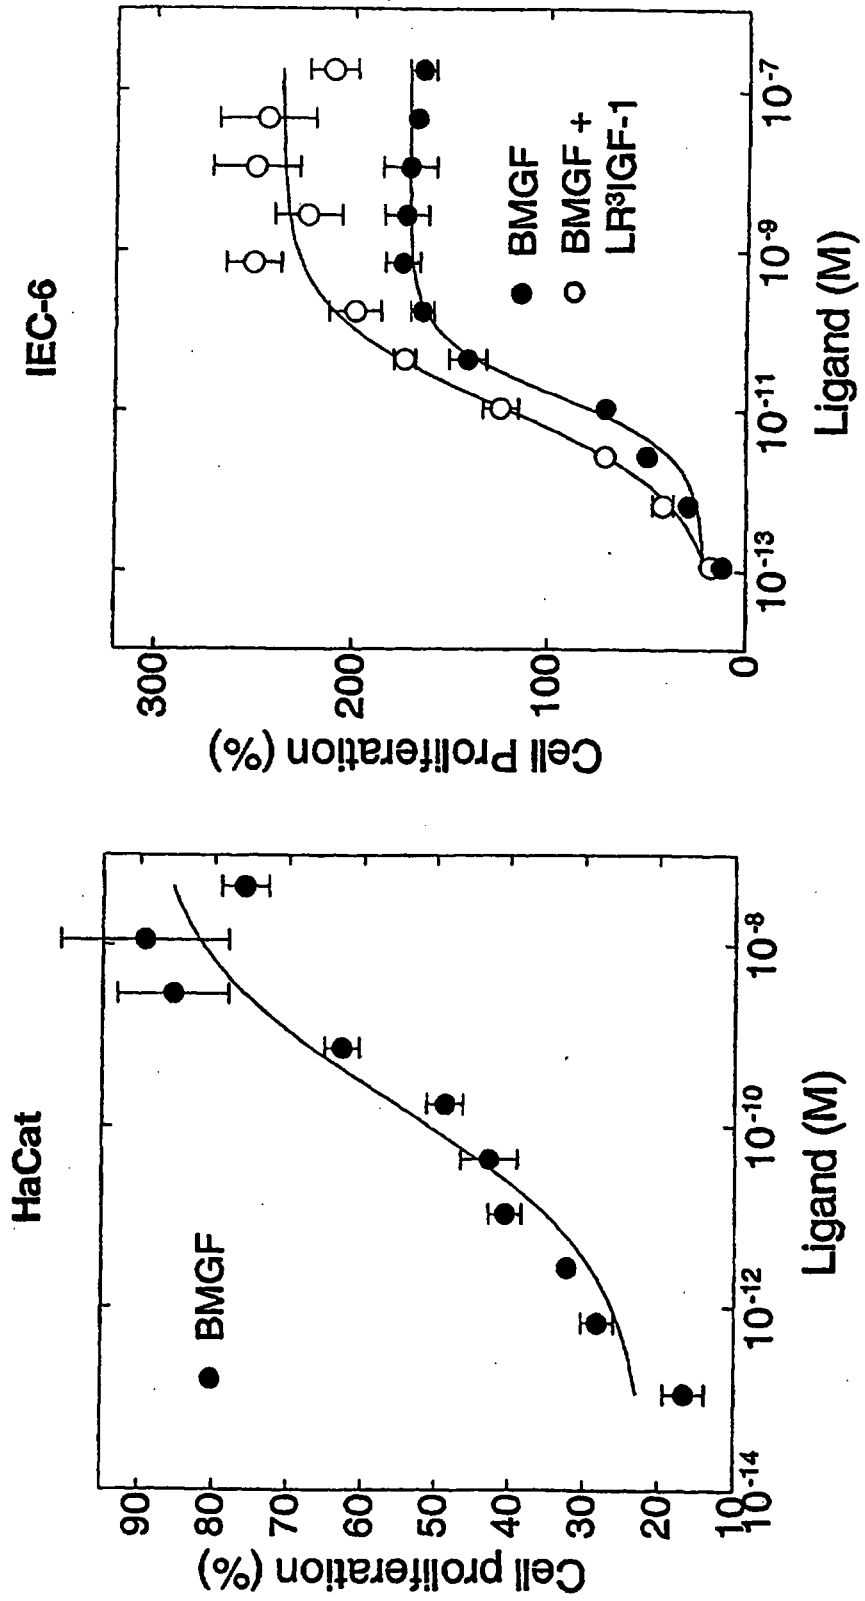 HaCat
Cell proliferation (%)
90
80
70
60
50
40
30
20
10
BMGF
10-14
10-12
10-10
10-8
Ligand (M)
IEC-6
Cell Proliferation (%)
300
200
100
0
BMGF
BMGF +
LR3IGF-1
10-13
10-11
10-9
10-7
Ligand (M)